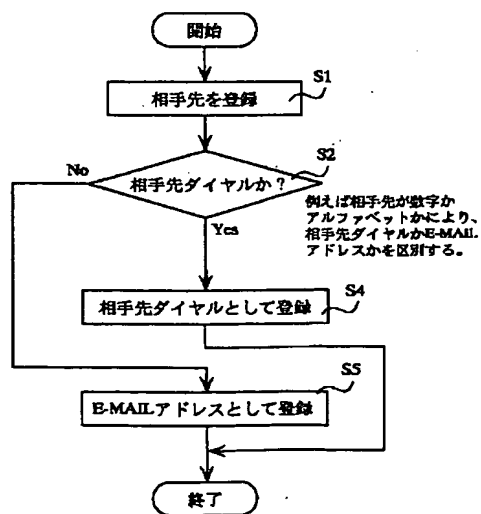 開始
S1
相手先を登録
S2
No
相手先ダイヤルか？
例えば相手先が数字か
アルファベットかにより、
相手先ダイヤルかE-MAIL
アドレスかを区別する。
Yes
S4
相手先ダイヤルとして登録
S5
E-MAILアドレスとして登録
終了